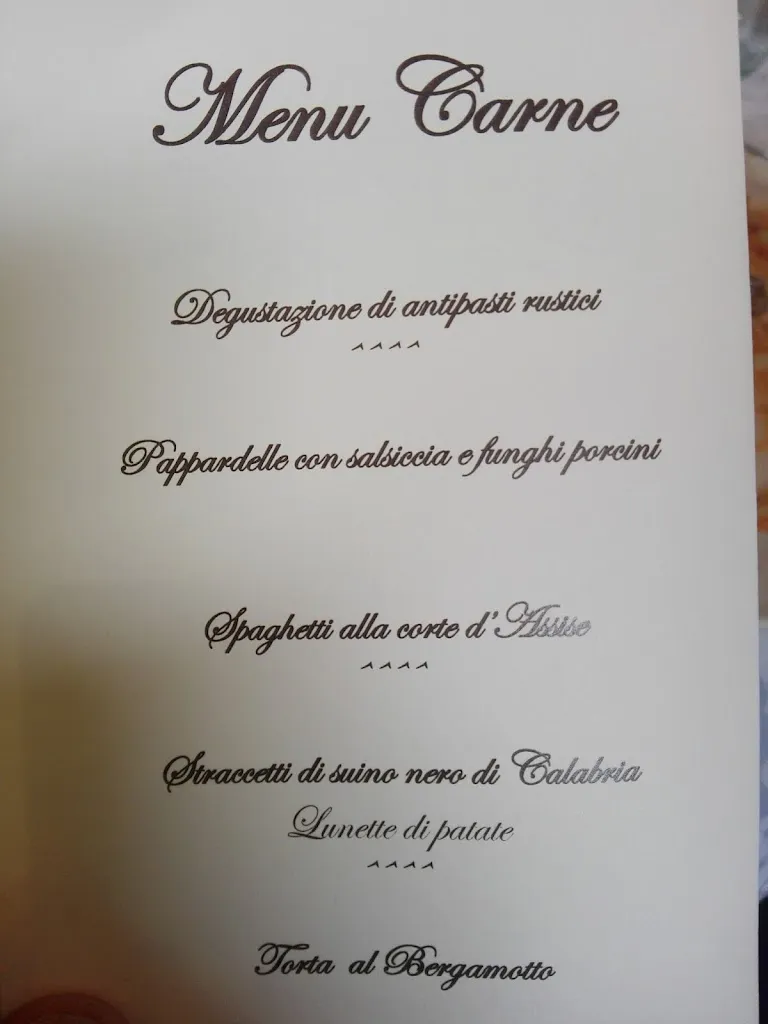 Menu Carne
Degustazione di antipasti rustici
^ ^ ^ ^
Pappardelle con salsiccia e funghi porcini
Spaghetti alla corte d'Assise
^ ^ ^ ^
Straccetti di suino nero di Calabria
Lunette di patate
^ ^ ^ ^
Torta al Bergamotto